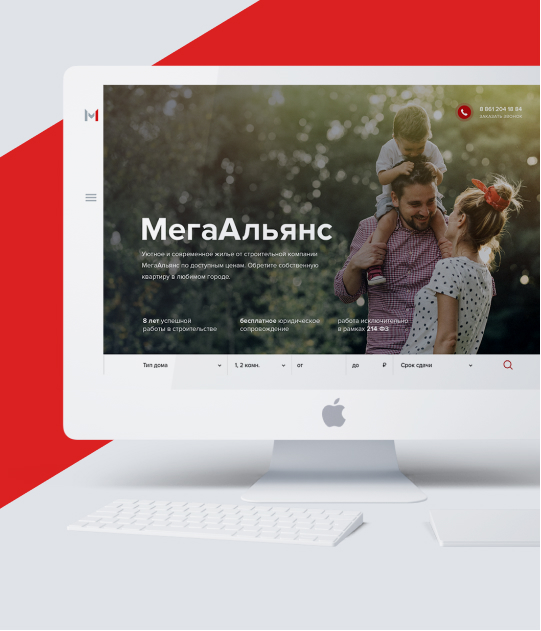 M
8 861 204 18 84
ЗАКАЗАТЬ ЗВОНОК
МегаАльянс
Уютное и современное жилье от строительной компании
МегаАльянс по доступным ценам. Обретите собственную
квартиру в любимом городе.
8 лет успешной
работы в строительстве
бесплатное юридическое
сопровождение
работа исключительно
в рамках 214 ФЗ
Тип дома
1, 2 комн.
от
до ₽
Срок сдачи